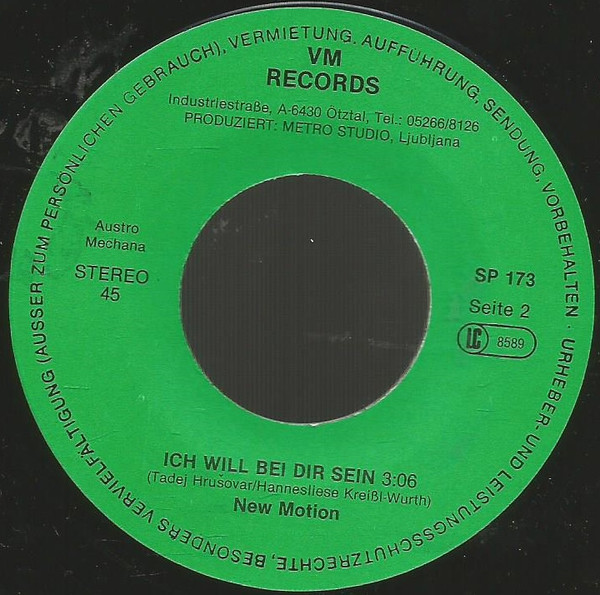 URHEBER- UND LEISTUNGSSCHUTZRECHTE, BESONDERS VERVIELFÄLTIGUNG (AUSSER ZUM PERSÖNLICHEN GEBRAUCH), VERMIETUNG, AUFFÜHRUNG, SENDUNG, VORBEHALTEN ·
VM
RECORDS
Industriestraße, A-6430 Ötztal, Tel.: 05266/8126
PRODUZIERT: METRO STUDIO, Ljubljana
Austro
Mechana
STEREO
45
SP 173
Seite 2
LC 8589
ICH WILL BEI DIR SEIN 3:06
(Tadej Hrušovar/Hannesliese Kreißl-Wurth)
New Motion